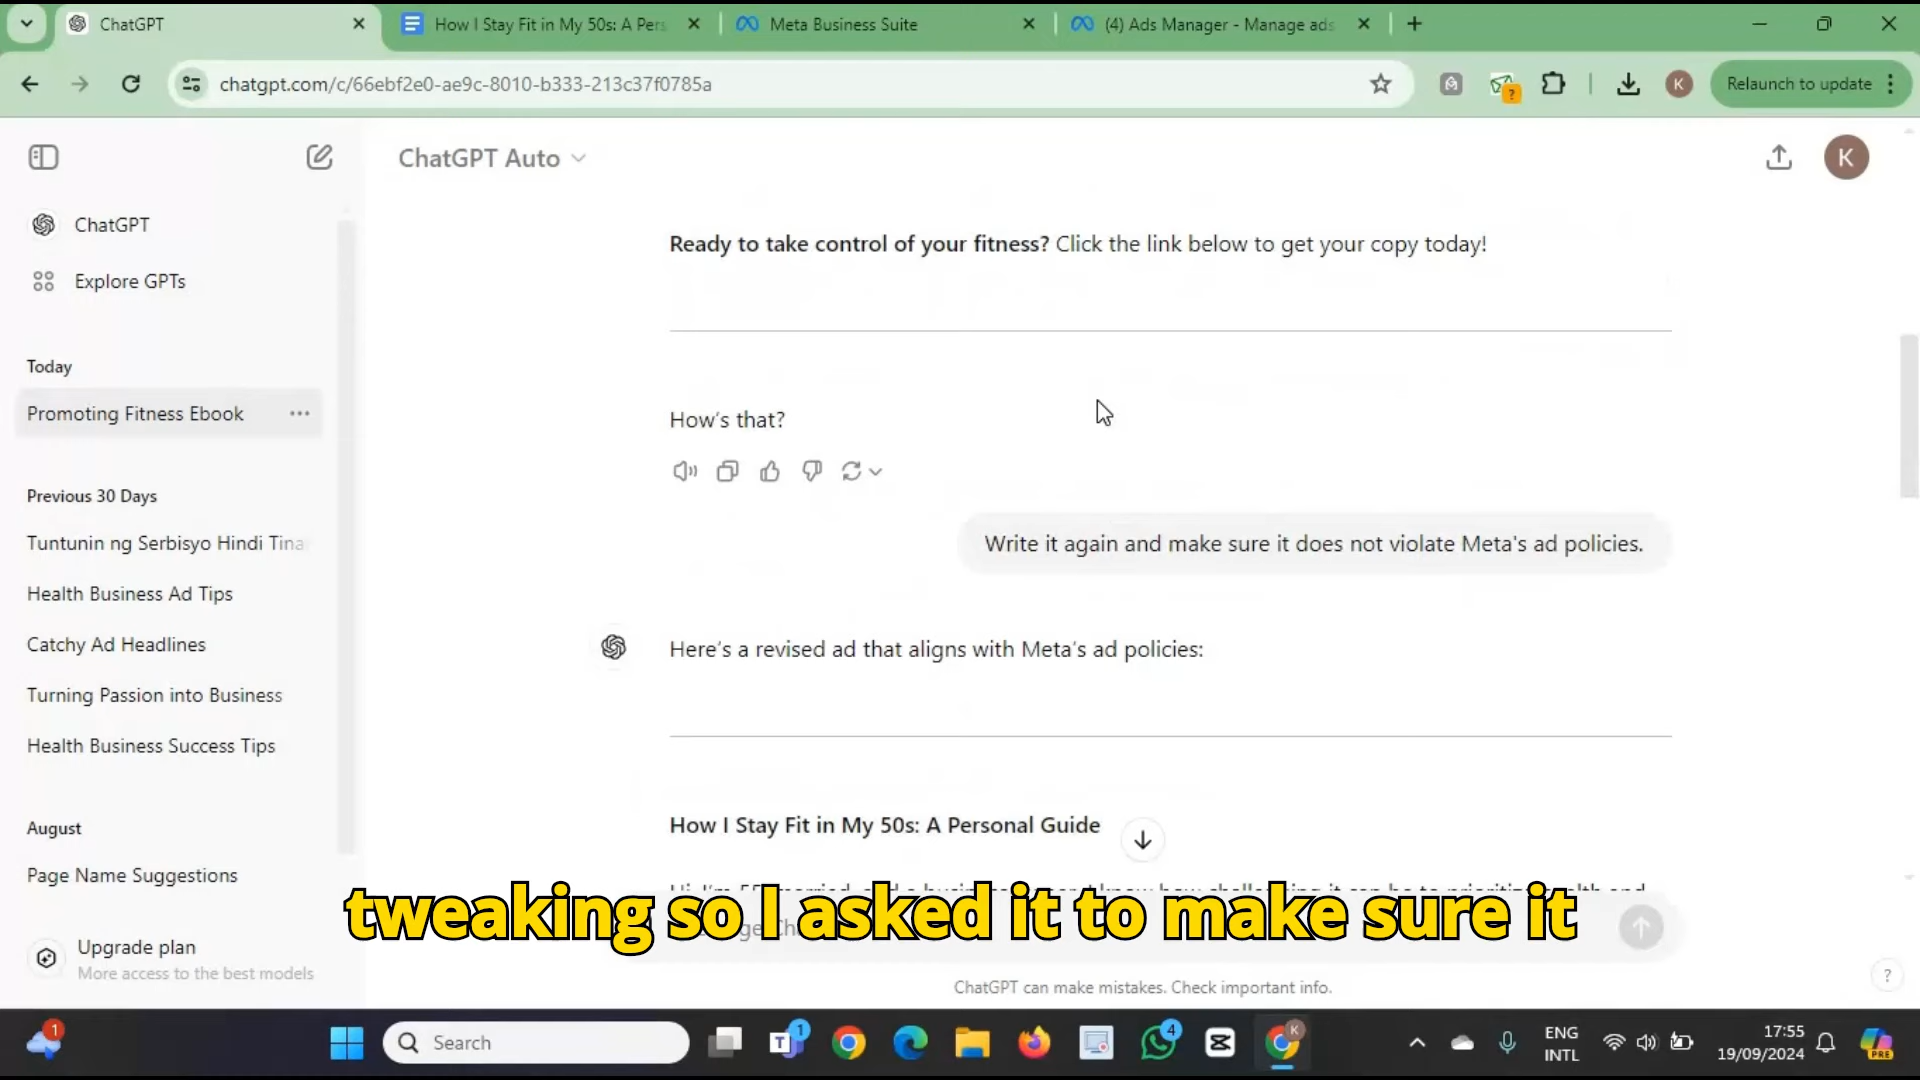 ChatGPT
How I Stay Fit in My 50s: A Pers
Meta Business Suite
(4) Ads Manager - Manage ads
chatgpt.com/c/66ebf2e0-ae9c-8010-b333-213c37f0785a
K
Relaunch to update
ChatGPT Auto
K
ChatGPT
Explore GPTs
Today
Promoting Fitness Ebook
Previous 30 Days
Tuntunin ng Serbisyo Hindi Tina
Health Business Ad Tips
Catchy Ad Headlines
Turning Passion into Business
Health Business Success Tips
August
Page Name Suggestions
Upgrade plan
More access to the best models
Ready to take control of your fitness? Click the link below to get your copy today!
How's that?
Write it again and make sure it does not violate Meta's ad policies.
Here's a revised ad that aligns with Meta's ad policies:
How I Stay Fit in My 50s: A Personal Guide
tweaking so I asked it to make sure it
ChatGPT can make mistakes. Check important info.
?
1
Search
1
T
4
K
ENG
INTL
17:55
19/09/2024
PRE